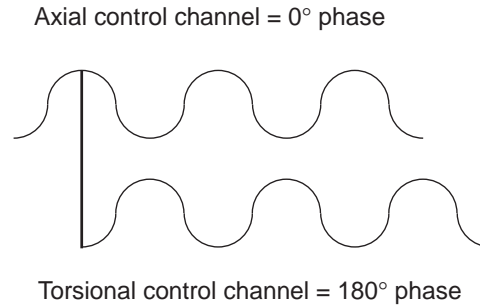 Axial control channel = 0° phase
Torsional control channel = 180° phase